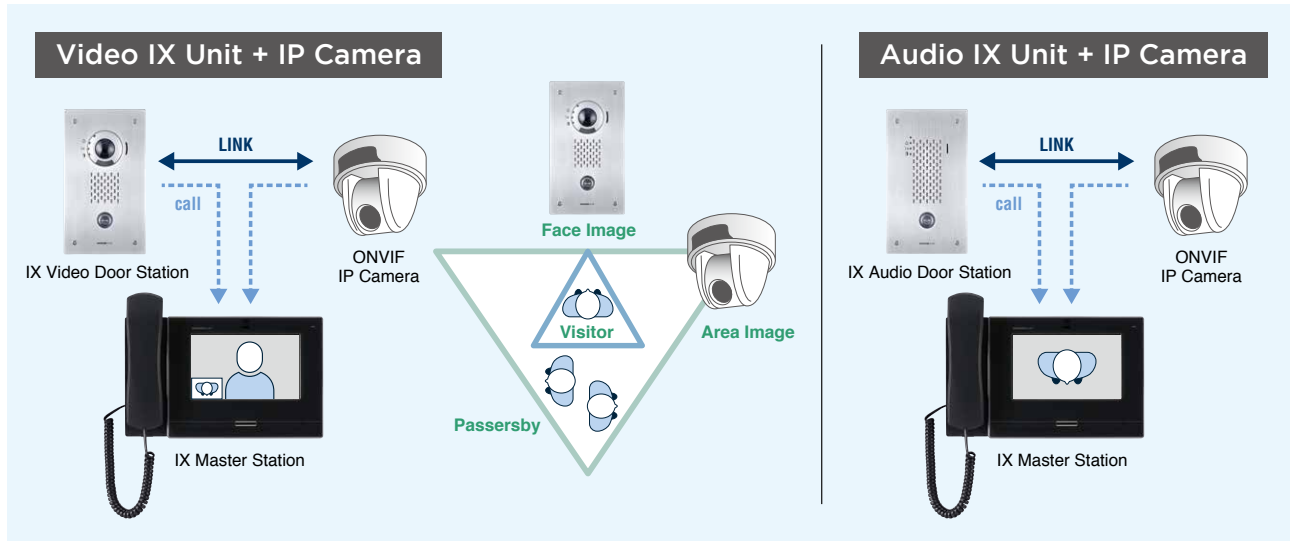 Video IX Unit + IP Camera
LINK
call
IX Video Door Station
ONVIF
IP Camera
IX Master Station
Face Image
Visitor
Area Image
Passersby
Audio IX Unit + IP Camera
LINK
call
IX Audio Door Station
ONVIF
IP Camera
IX Master Station